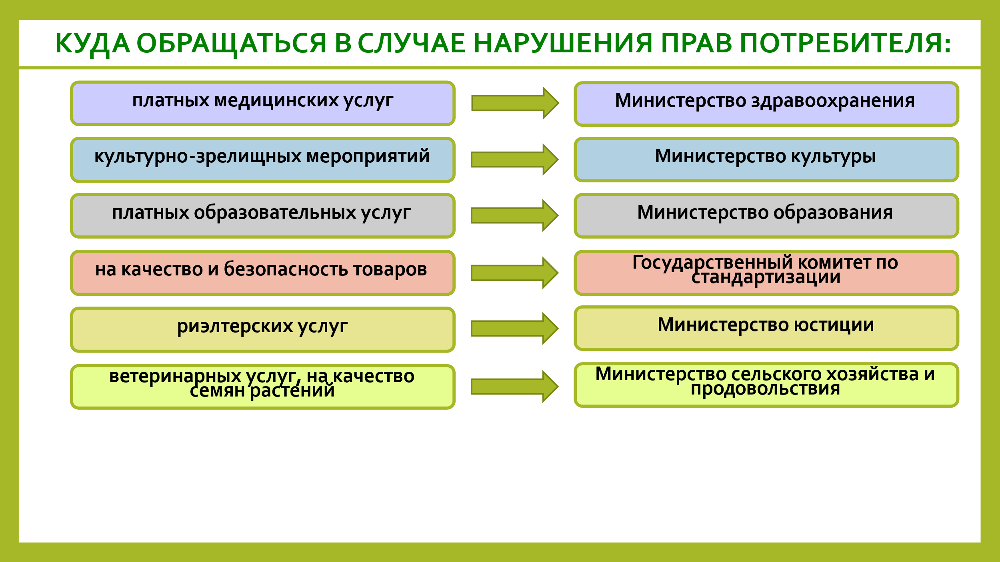 КУДА ОБРАЩАТЬСЯ В СЛУЧАЕ НАРУШЕНИЯ ПРАВ ПОТРЕБИТЕЛЯ:
платных медицинских услуг
Министерство здравоохранения
культурно-зрелищных мероприятий
Министерство культуры
платных образовательных услуг
Министерство образования
на качество и безопасность товаров
Государственный комитет по
стандартизации
риэлтерских услуг
Министерство юстиции
ветеринарных услуг, на качество
семян растений
Министерство сельского хозяйства и
продовольствия